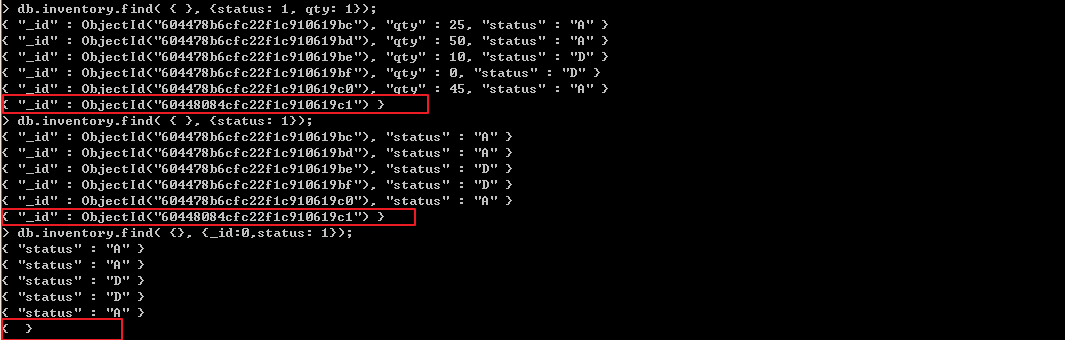 > db.inventory.find( { }, {status: 1, qty: 1});
{ "_id" : ObjectId("604478b6cfc22f1c910619bc"), "qty" : 25, "status" : "A" }
{ "_id" : ObjectId("604478b6cfc22f1c910619bd"), "qty" : 50, "status" : "A" }
{ "_id" : ObjectId("604478b6cfc22f1c910619be"), "qty" : 10, "status" : "D" }
{ "_id" : ObjectId("604478b6cfc22f1c910619bf"), "qty" : 0, "status" : "D" }
{ "_id" : ObjectId("604478b6cfc22f1c910619c0"), "qty" : 45, "status" : "A" }
{ "_id" : ObjectId("60448084cfc22f1c910619c1") }
> db.inventory.find( { }, {status: 1});
{ "_id" : ObjectId("604478b6cfc22f1c910619bc"), "status" : "A" }
{ "_id" : ObjectId("604478b6cfc22f1c910619bd"), "status" : "A" }
{ "_id" : ObjectId("604478b6cfc22f1c910619be"), "status" : "D" }
{ "_id" : ObjectId("604478b6cfc22f1c910619bf"), "status" : "D" }
{ "_id" : ObjectId("604478b6cfc22f1c910619c0"), "status" : "A" }
{ "_id" : ObjectId("60448084cfc22f1c910619c1") }
> db.inventory.find( {}, {_id:0,status: 1});
{ "status" : "A" }
{ "status" : "A" }
{ "status" : "D" }
{ "status" : "D" }
{ "status" : "A" }
{  }